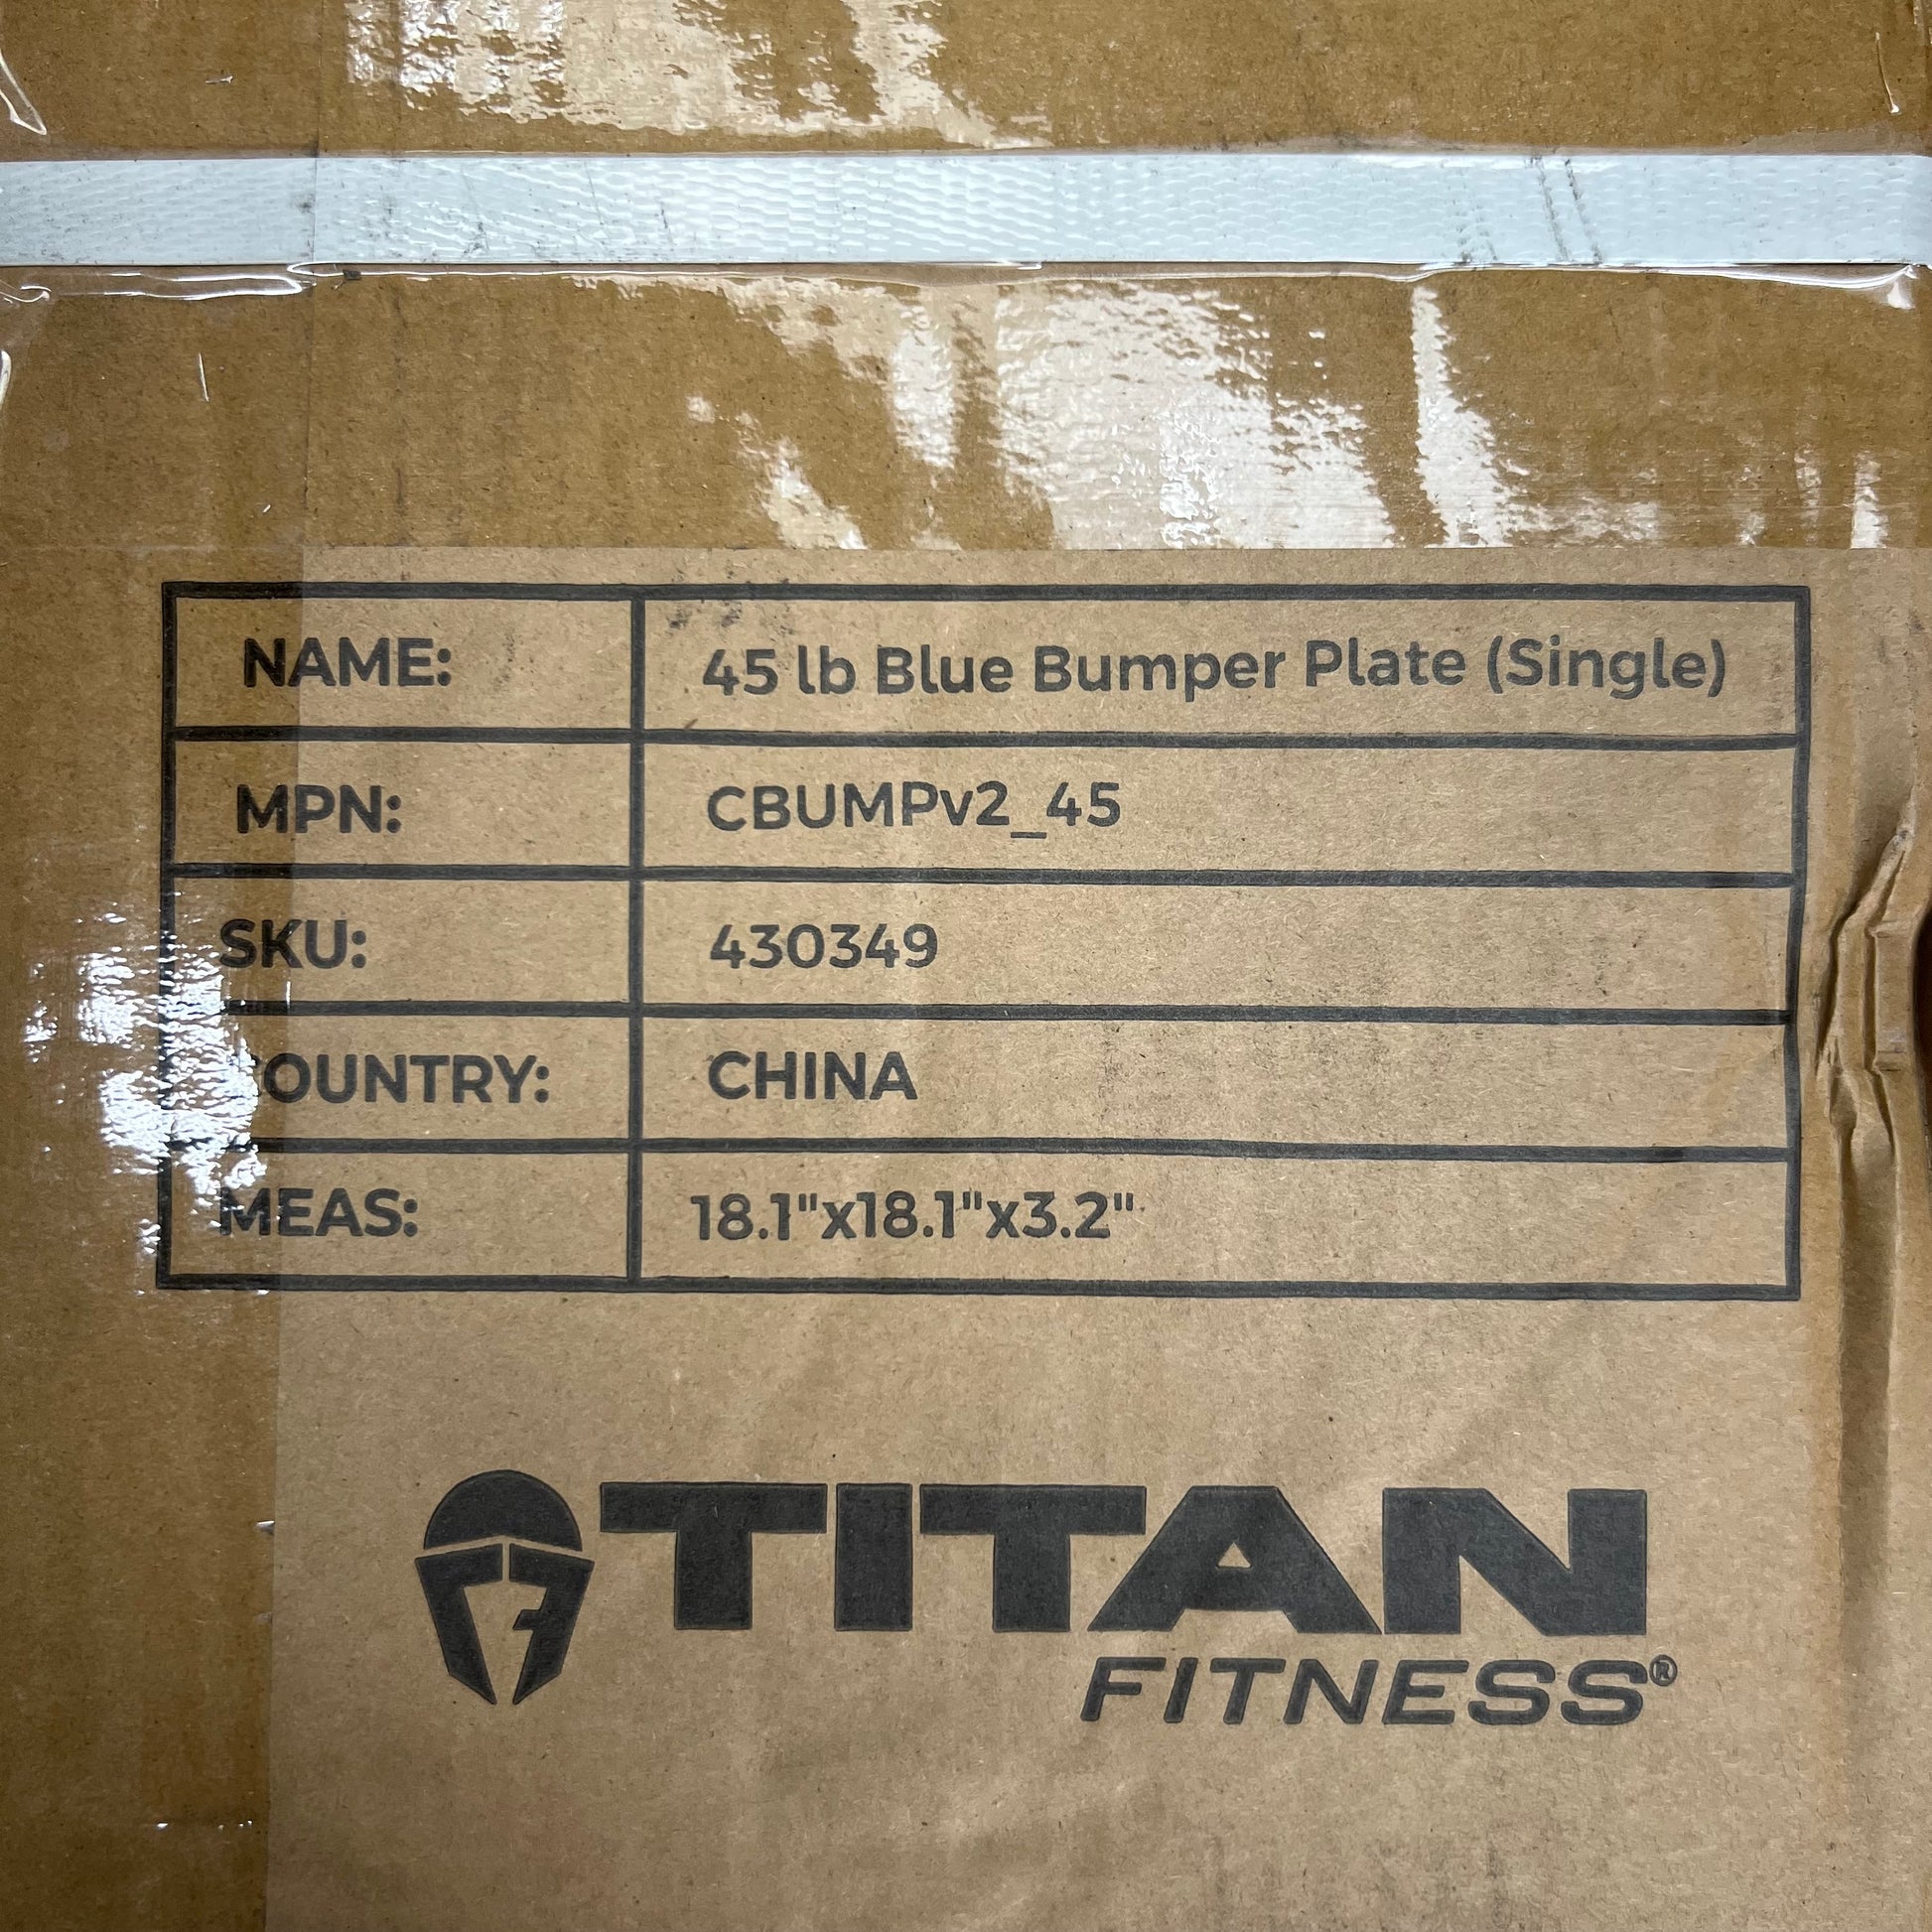 NAME: 45 lb Blue Bumper Plate (Single)
MPN: CBUMPv2_45
SKU: 430349
COUNTRY: CHINA
MEAS: 18.1"x18.1"x3.2"
TITAN
FITNESS®